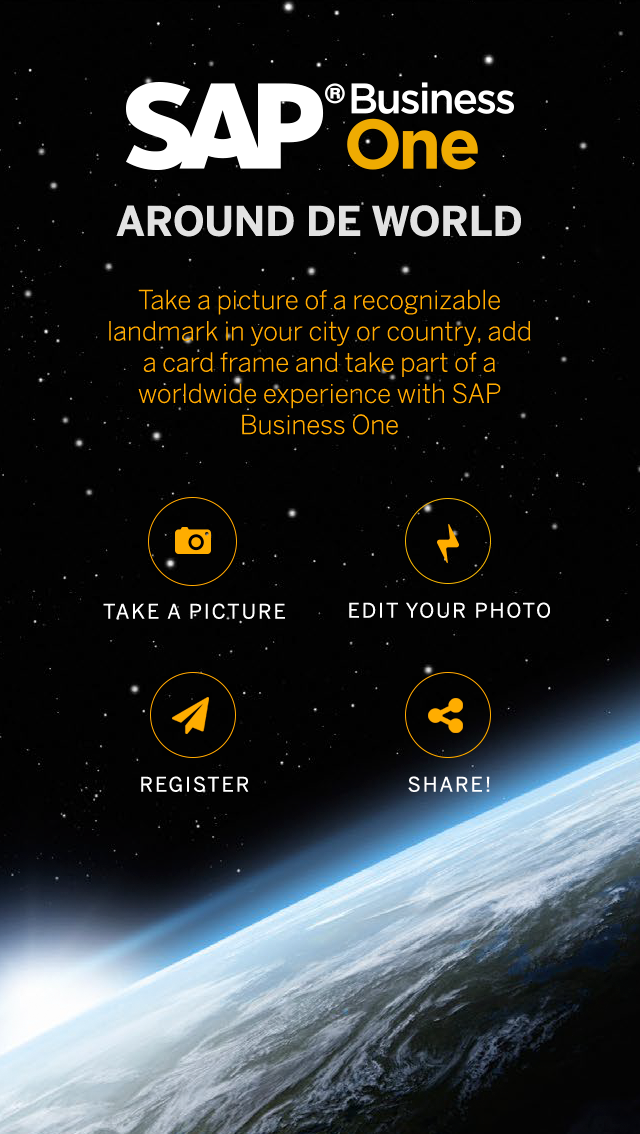 SAP® Business
One
AROUND DE WORLD
Take a picture of a recognizable
landmark in your city or country, add
a card frame and take part of a
worldwide experience with SAP
Business One
TAKE A PICTURE
EDIT YOUR PHOTO
REGISTER
SHARE!